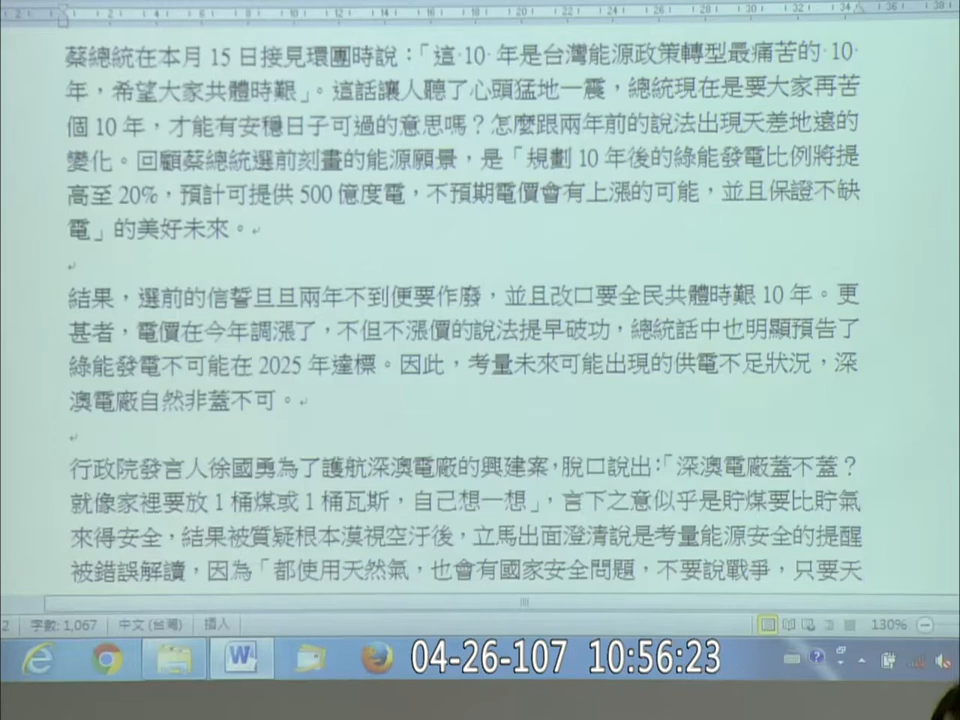 蔡總統在本月 15 日接見環團時說：「這 10 年是台灣能源政策轉型最痛苦的 10
年，希望大家共體時艱」。這話讓人聽了心頭猛地一震，總統現在是要大家再苦
個 10 年，才能有安穩日子可過的意思嗎？怎麼跟兩年前的說法出現天差地遠的
變化。回顧蔡總統選前刻畫的能源願景，是「規劃 10 年後的綠能發電比例將提
高至 20%，預計可提供 500 億度電，不預期電價會有上漲的可能，並且保證不缺
電」的美好未來。
結果，選前的信誓旦旦兩年不到便要作廢，並且改口要全民共體時艱 10 年。更
甚者，電價在今年調漲了，不但不漲價的說法提早破功，總統話中也明顯預告了
綠能發電不可能在 2025 年達標。因此，考量未來可能出現的供電不足狀況，深
澳電廠自然非蓋不可。
行政院發言人徐國勇為了護航深澳電廠的興建案，脫口說出：「深澳電廠蓋不蓋？
就像家裡要放 1 桶煤或 1 桶瓦斯，自己想一想」，言下之意似乎是貯煤要比貯氣
來得安全，結果被質疑根本漠視空汙後，立馬出面澄清說是考量能源安全的提醒
被錯誤解讀，因為「都使用天然氣，也會有國家安全問題，不要說戰爭，只要天
2 字數: 1,067 中文 (台灣) 插入 130%
04-26-107 10:56:23